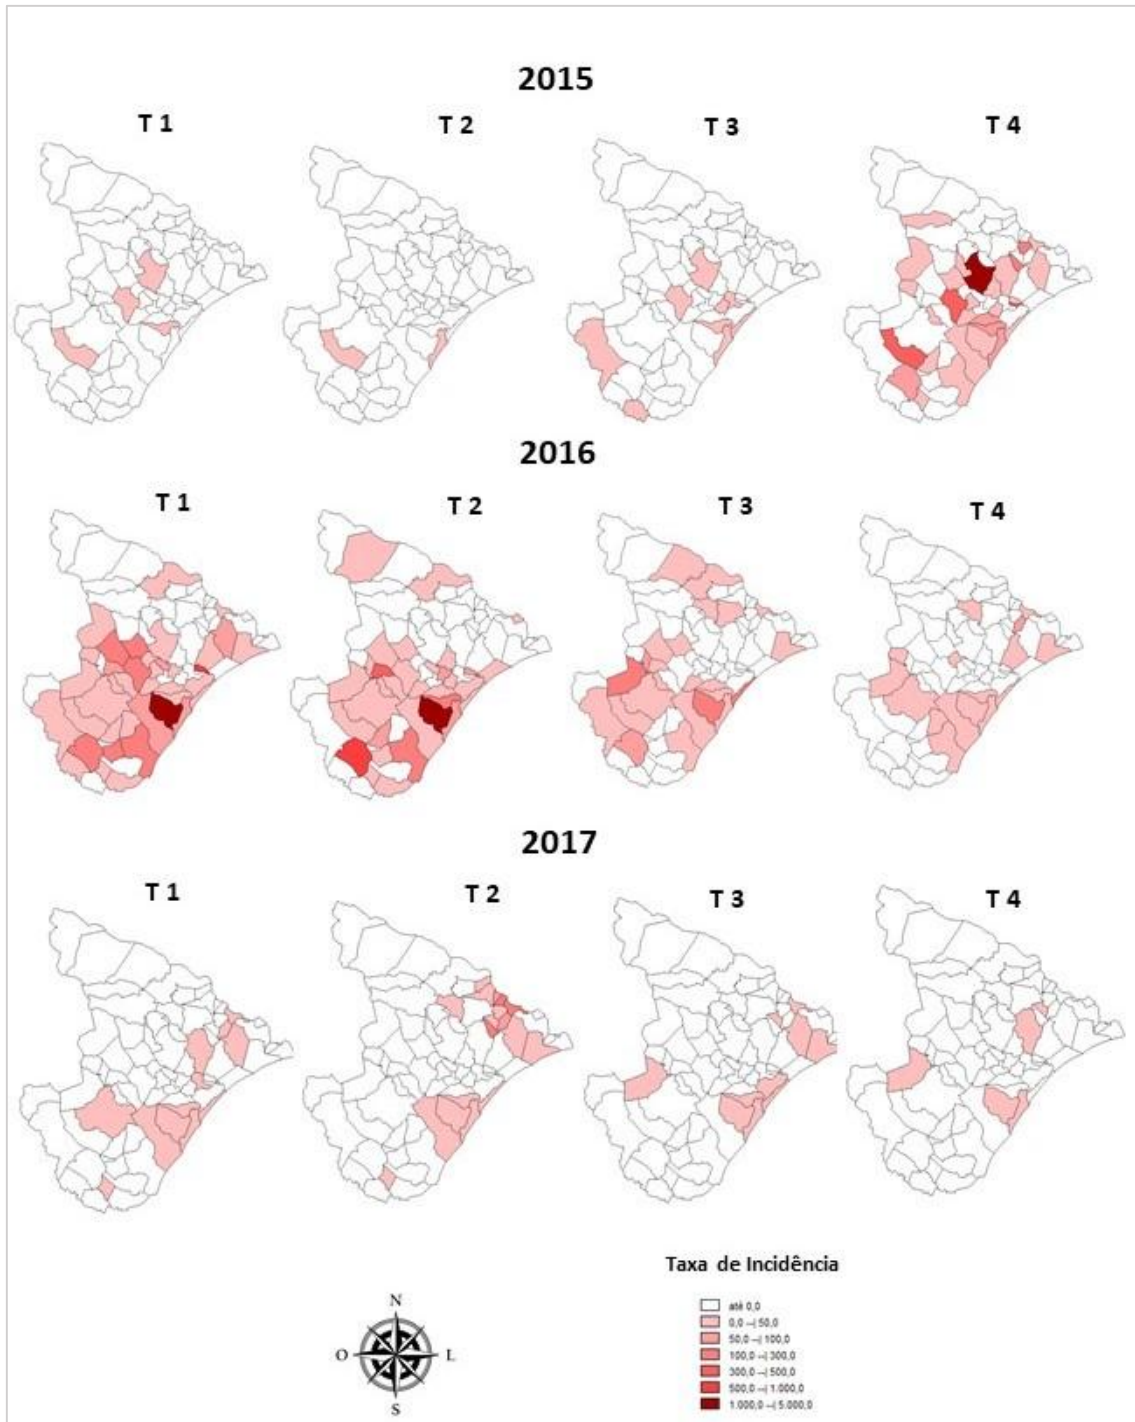 2015
T 1
T 2
T 3
T 4
2016
T 1
T 2
T 3
T 4
2017
T 1
T 2
T 3
T 4
Taxa de Incidência
até 0,0
0,0 --| 50,0
50,0 --| 100,0
100,0 --| 300,0
300,0 --| 500,0
500,0 --| 1.000,0
1.000,0 --| 5.000,0
N
O L
S